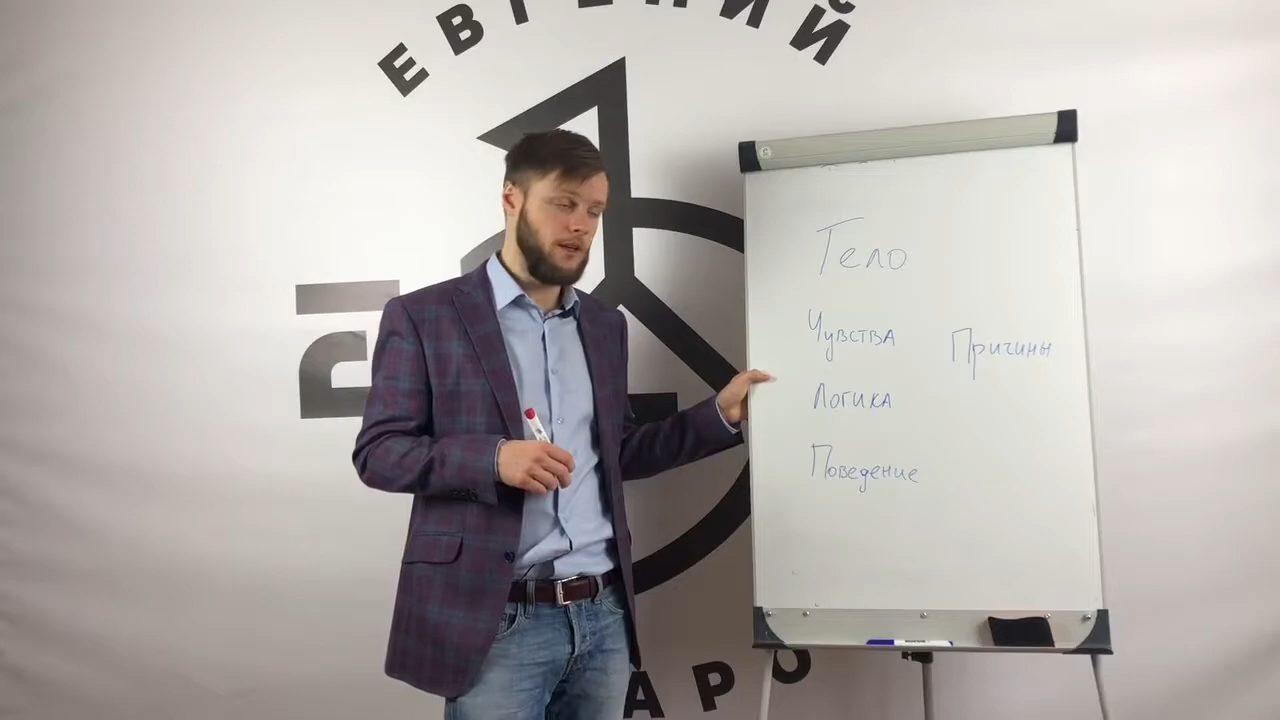 ЕВГЕНИЙ
Тело
Чувства
Причины
Логика
Поведение